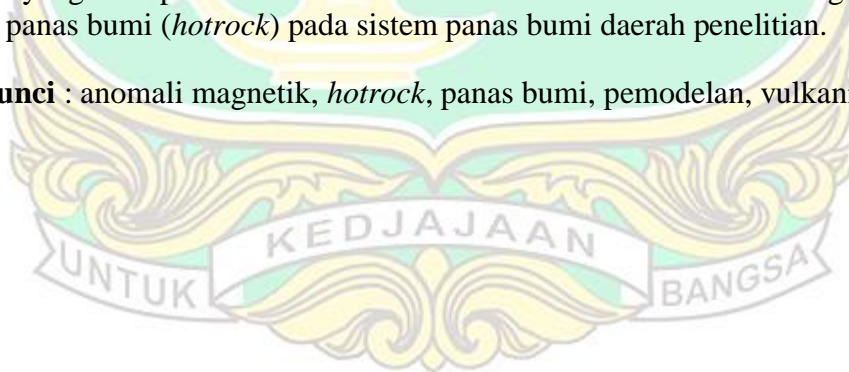 panas bumi (hotrock) pada sistem panas bumi daerah penelitian.
unci : anomali magnetik, hotrock, panas bumi, pemodelan, vulkani
UNTUK KEDJAJAAN BANGSA